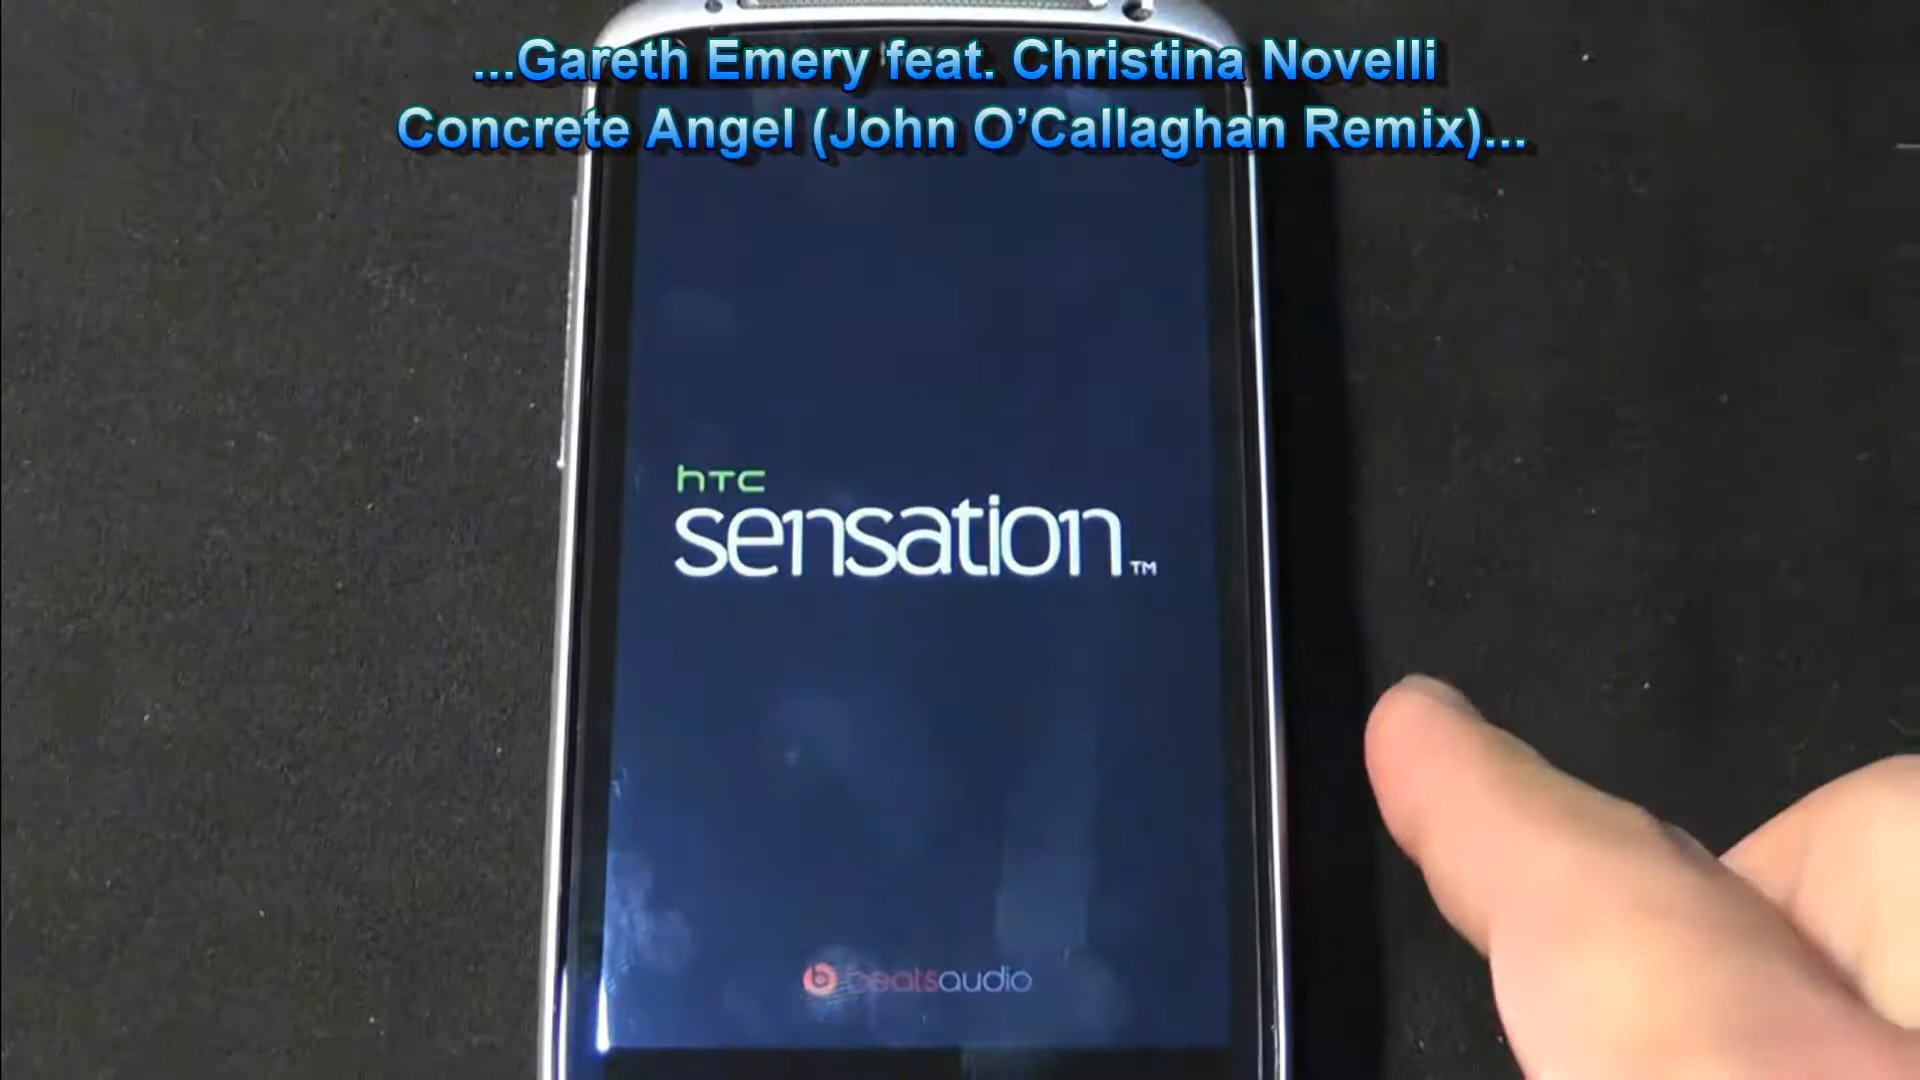 ...Gareth Emery feat. Christina Novelli
Concrete Angel (John O’Callaghan Remix)...
hTC
sensation™
beatsaudio